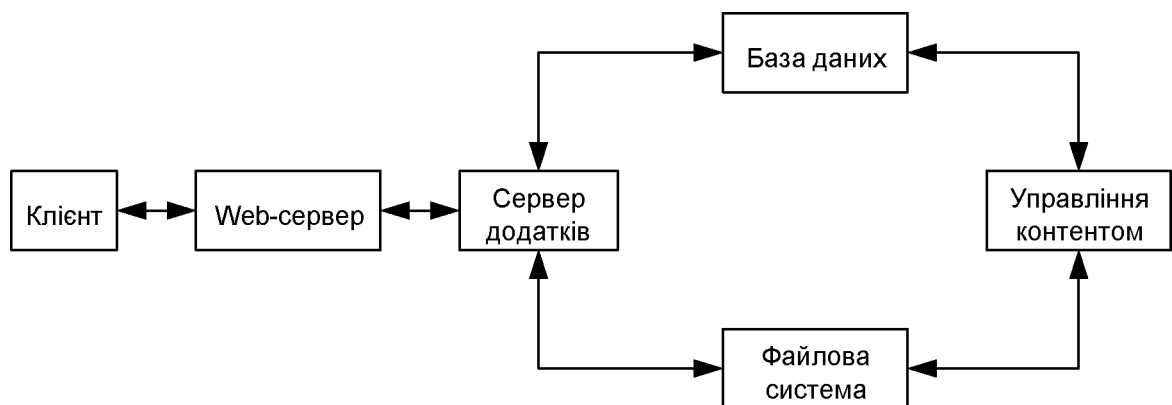 База даних
Клієнт
Web-сервер
Сервер
додатків
Управління
контентом
Файлова
система